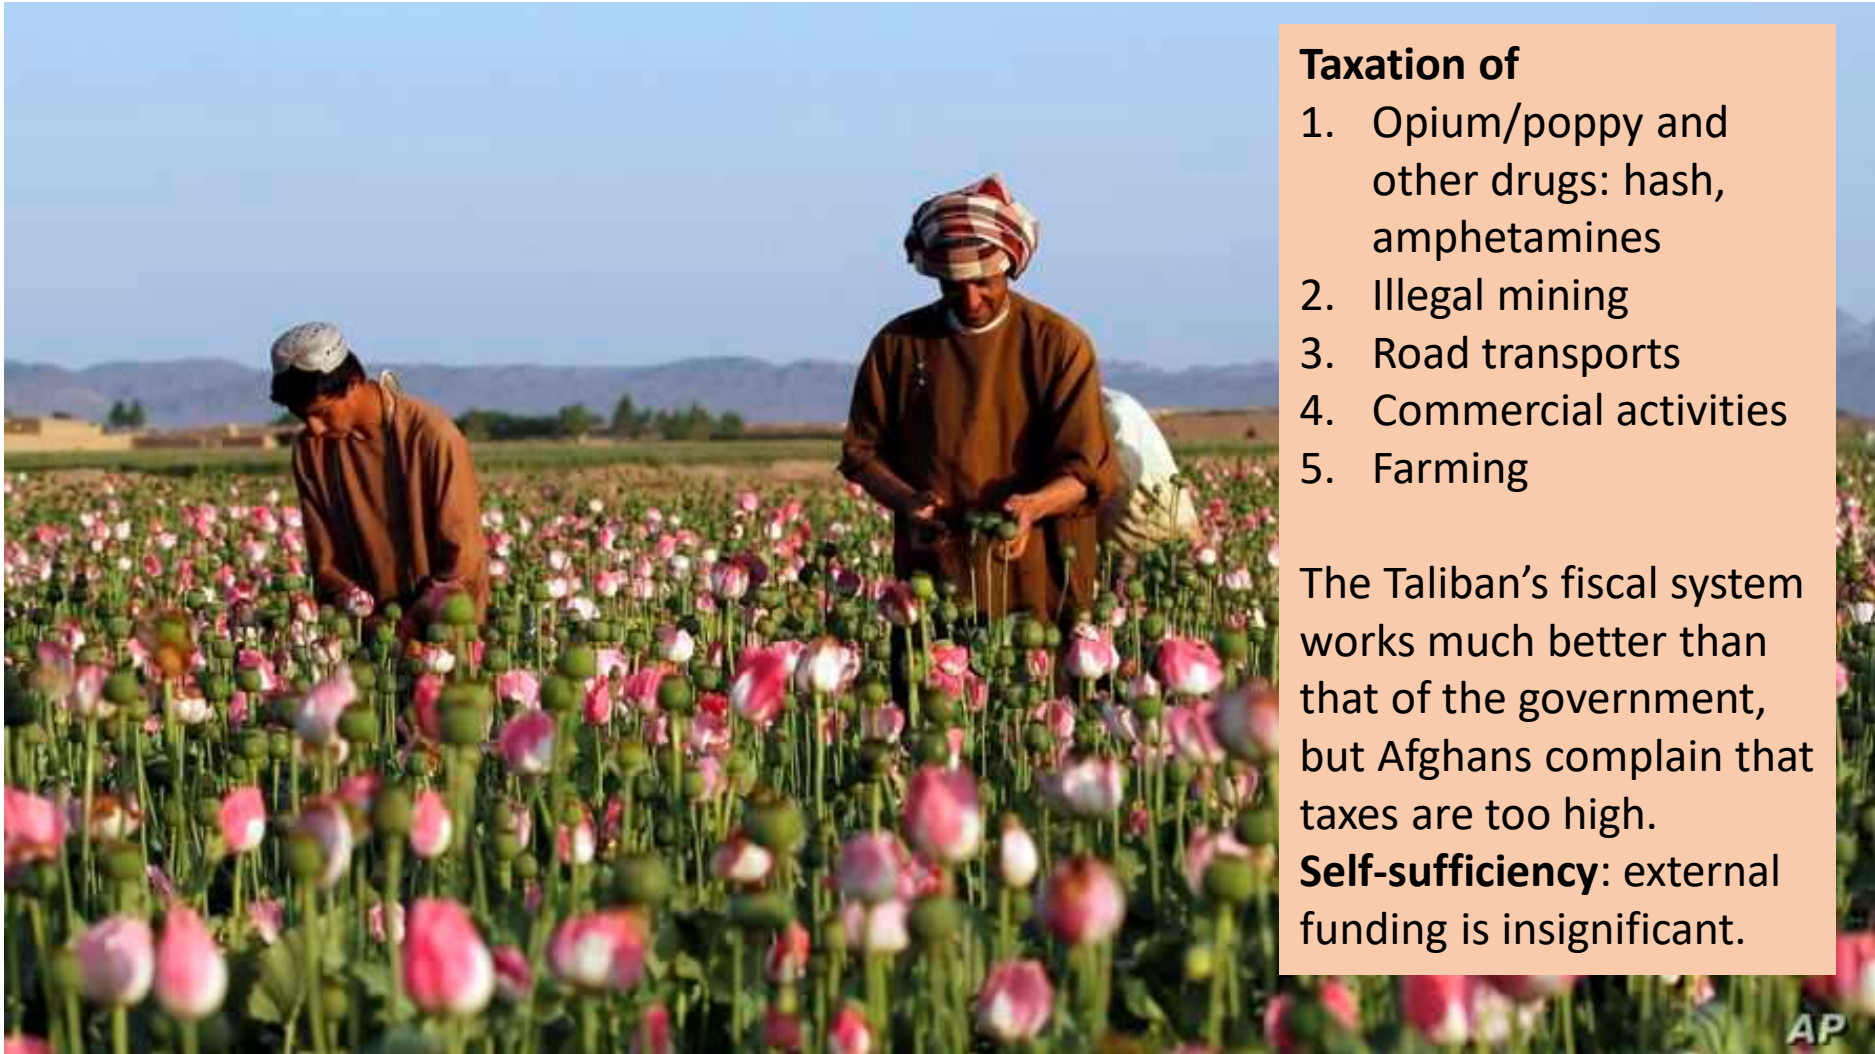 Taxation of
1. Opium/poppy and
other drugs: hash,
amphetamines
2. Illegal mining
3. Road transports
4. Commercial activities
5. Farming
The Taliban’s fiscal system
works much better than
that of the government,
but Afghans complain that
taxes are too high.
Self-sufficiency: external
funding is insignificant.
AP